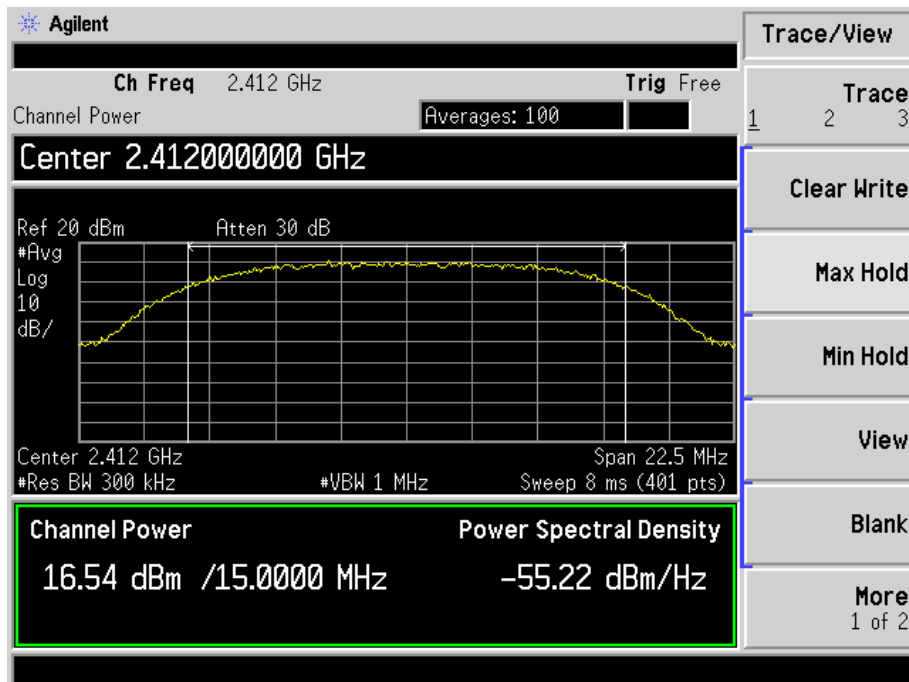 Agilent
Trace/View
Ch Freq 2.412 GHz Trig Free
Channel Power Averages: 100
Center 2.412000000 GHz
Ref 20 dBm Atten 30 dB
#Avg
Log
10
dB/
Center 2.412 GHz Span 22.5 MHz
#Res BW 300 kHz #VBW 1 MHz Sweep 8 ms (401 pts)
Channel Power Power Spectral Density
16.54 dBm /15.0000 MHz -55.22 dBm/Hz
Trace
1 2 3
Clear Write
Max Hold
Min Hold
View
Blank
More
1 of 2